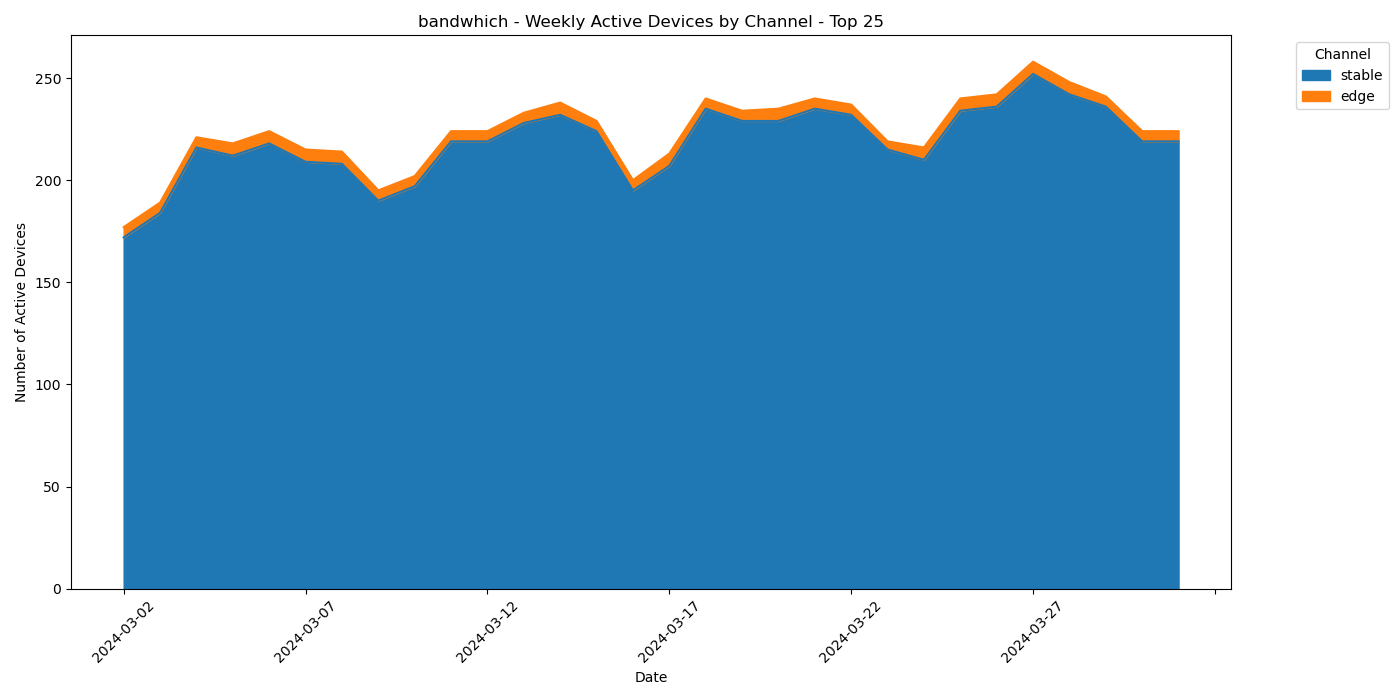 bandwhich - Weekly Active Devices by Channel - Top 25
Channel
stable
edge
Number of Active Devices
250
200
150
100
50
0
2024-03-02
2024-03-07
2024-03-12
2024-03-17
2024-03-22
2024-03-27
Date